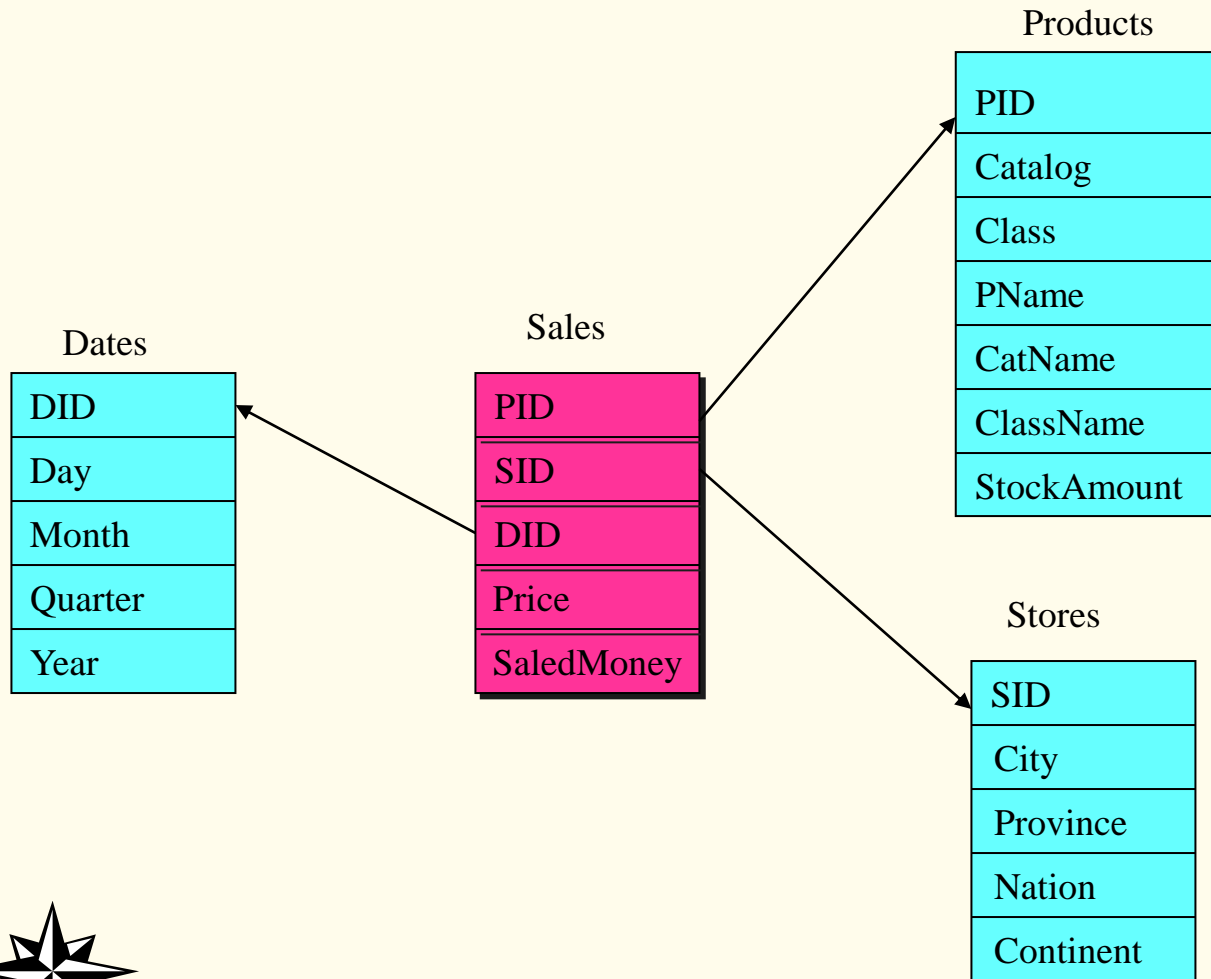 Products
PID
Catalog
Class
PName
CatName
ClassName
StockAmount
Dates
DID
Day
Month
Quarter
Year
Sales
PID
SID
DID
Price
SaledMoney
Stores
SID
City
Province
Nation
Continent